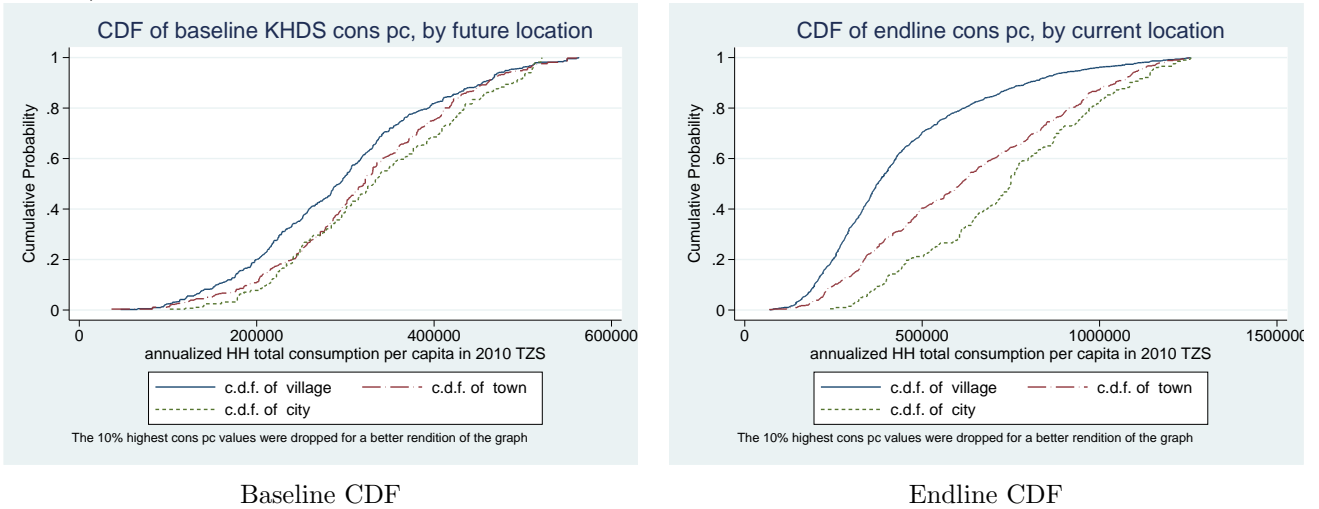 CDF of baseline KHDS cons pc, by future location
Cumulative Probability
1
.8
.6
.4
.2
0
0 200000 400000 600000
annualized HH total consumption per capita in 2010 TZS
c.d.f. of village c.d.f. of town
c.d.f. of city
The 10% highest cons pc values were dropped for a better rendition of the graph
Baseline CDF
CDF of endline cons pc, by current location
Cumulative Probability
1
.8
.6
.4
.2
0
0 500000 1000000 1500000
annualized HH total consumption per capita in 2010 TZS
c.d.f. of village c.d.f. of town
c.d.f. of city
The 10% highest cons pc values were dropped for a better rendition of the graph
Endline CDF